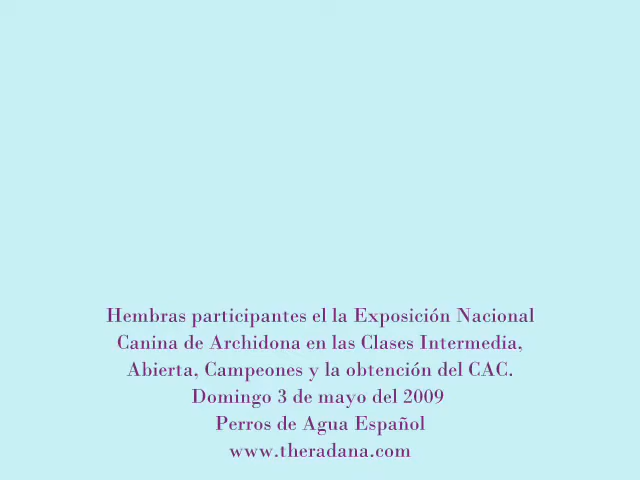 Hembras participantes el la Exposición Nacional
Canina de Archidona en las Clases Intermedia,
Abierta, Campeones y la obtención del CAC.
Domingo 3 de mayo del 2009
Perros de Agua Español
www.theradana.com